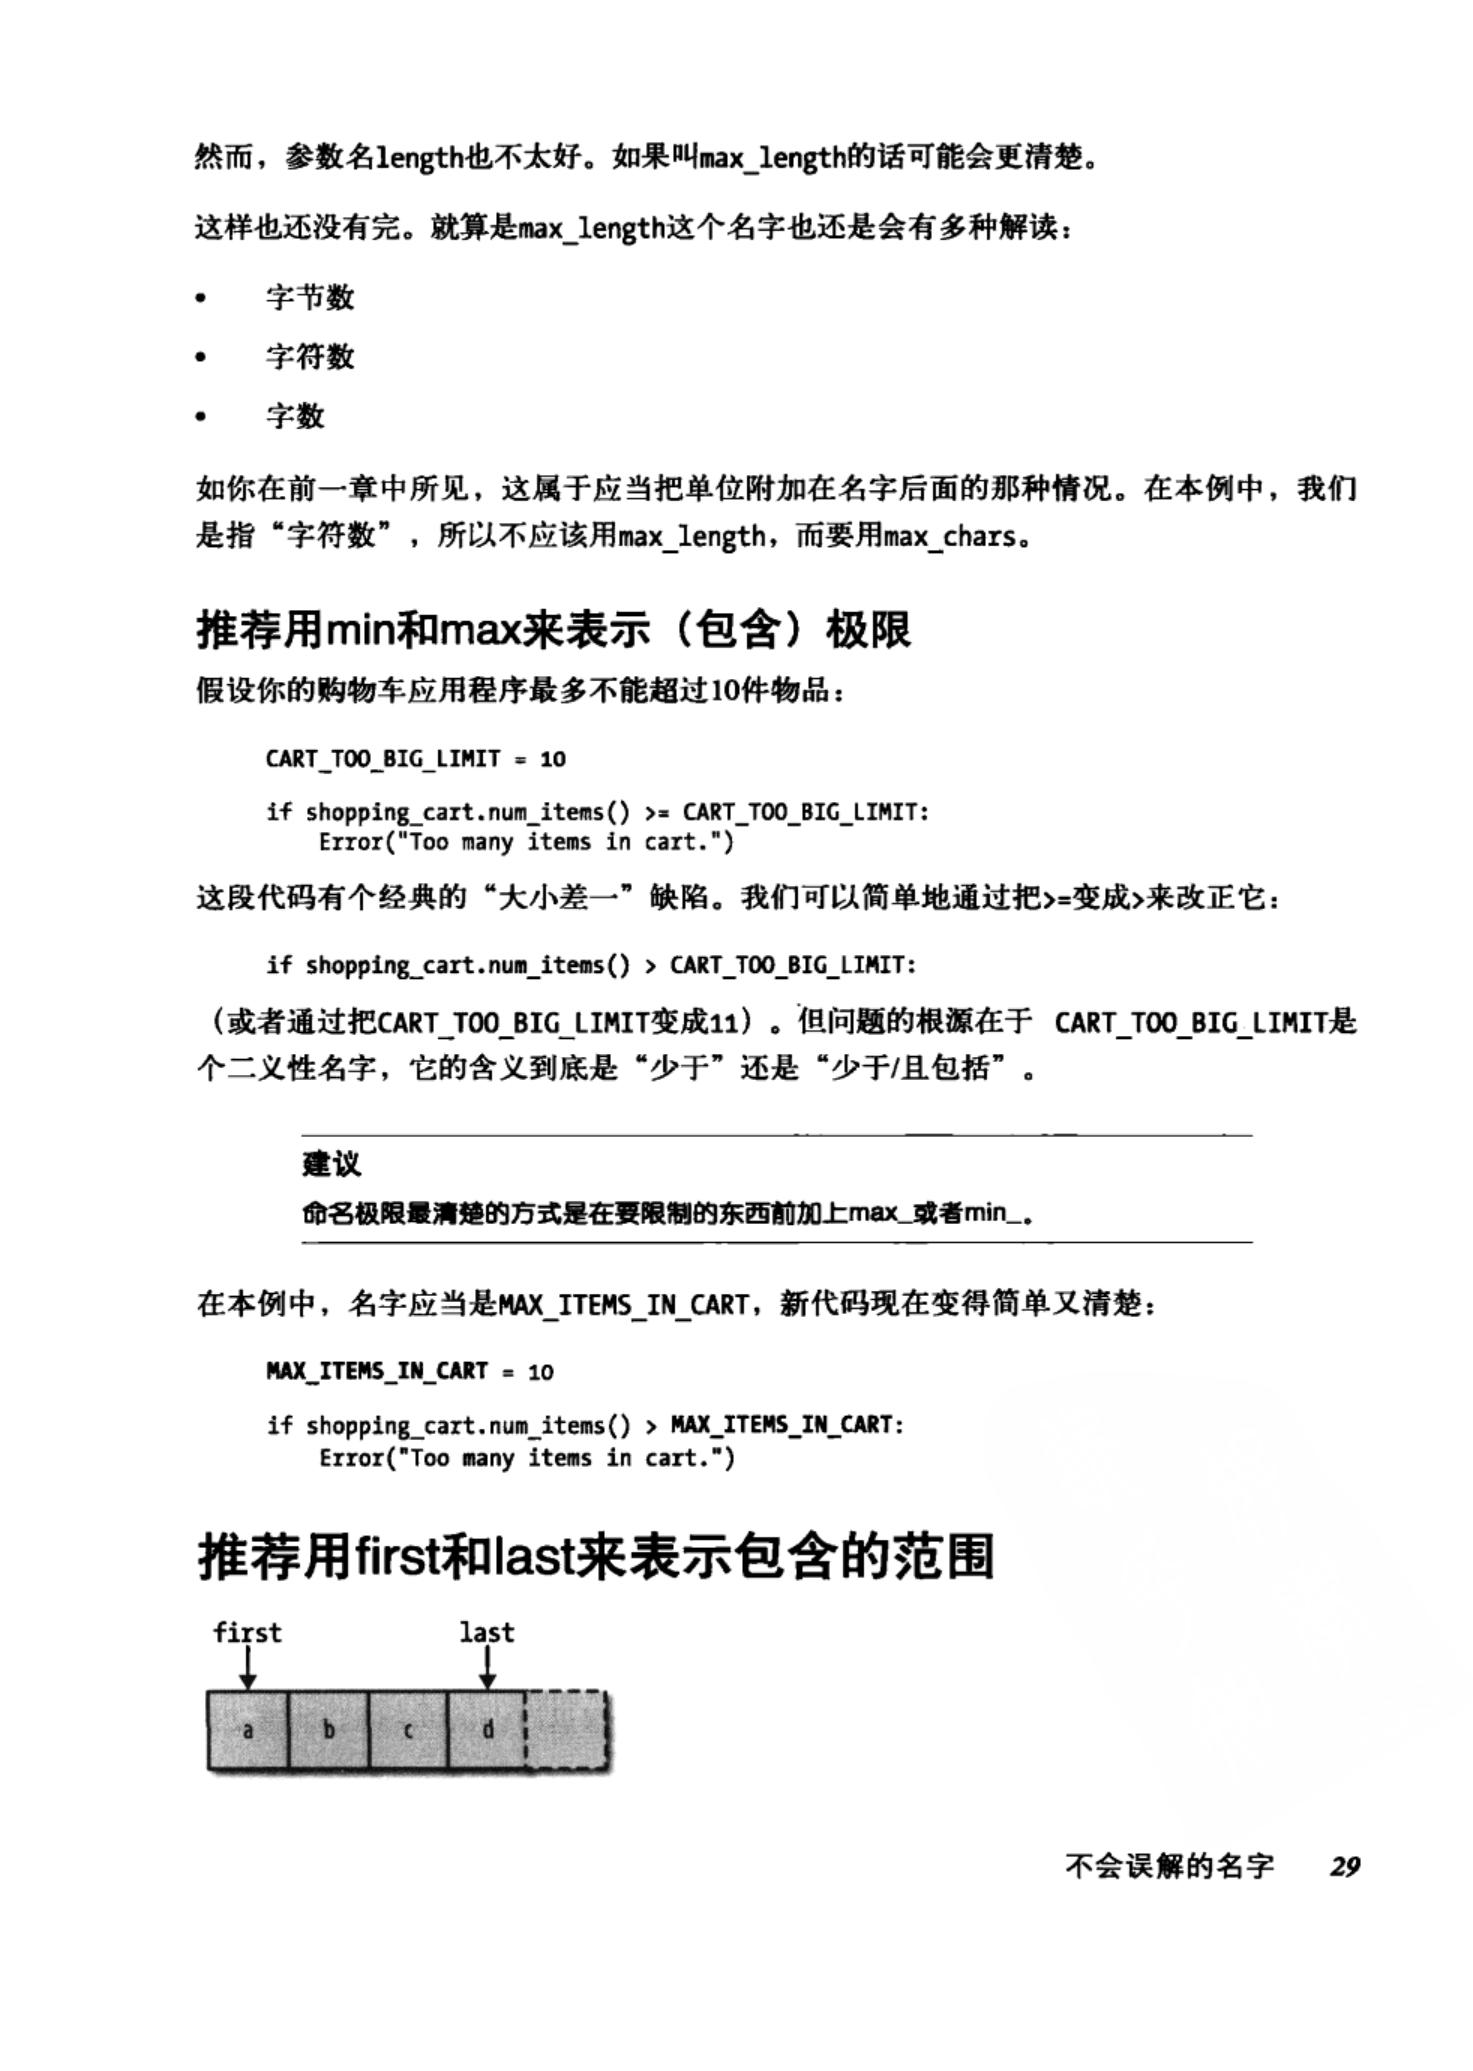 然而，参数名length也不太好。如果叫max_length的话可能会更清楚。
这样也还没有完。就算是max_length这个名字也还是会有多种解读：
• 字节数
• 字符数
• 字数
如你在前一章中所见，这属于应当把单位附加在名字后面的那种情况。在本例中，我们
是指“字符数”，所以不应该用max_length，而要用max_chars。
推荐用min和max来表示（包含）极限
假设你的购物车应用程序最多不能超过10件物品：
CART_TOO_BIG_LIMIT = 10
if shopping_cart.num_items() >= CART_TOO_BIG_LIMIT:
    Error("Too many items in cart.")
这段代码有个经典的“大小差一”缺陷。我们可以简单地通过把>=变成>来改正它：
if shopping_cart.num_items() > CART_TOO_BIG_LIMIT:
（或者通过把CART_TOO_BIG_LIMIT变成11）。但问题的根源在于 CART_TOO_BIG_LIMIT是
个二义性名字，它的含义到底是“少于”还是“少于/且包括”。
建议
命名极限最清楚的方式是在要限制的东西前加上max_或者min_。
在本例中，名字应当是MAX_ITEMS_IN_CART，新代码现在变得简单又清楚：
MAX_ITEMS_IN_CART = 10
if shopping_cart.num_items() > MAX_ITEMS_IN_CART:
    Error("Too many items in cart.")
推荐用first和last来表示包含的范围
first last
a b c d
不会误解的名字 29